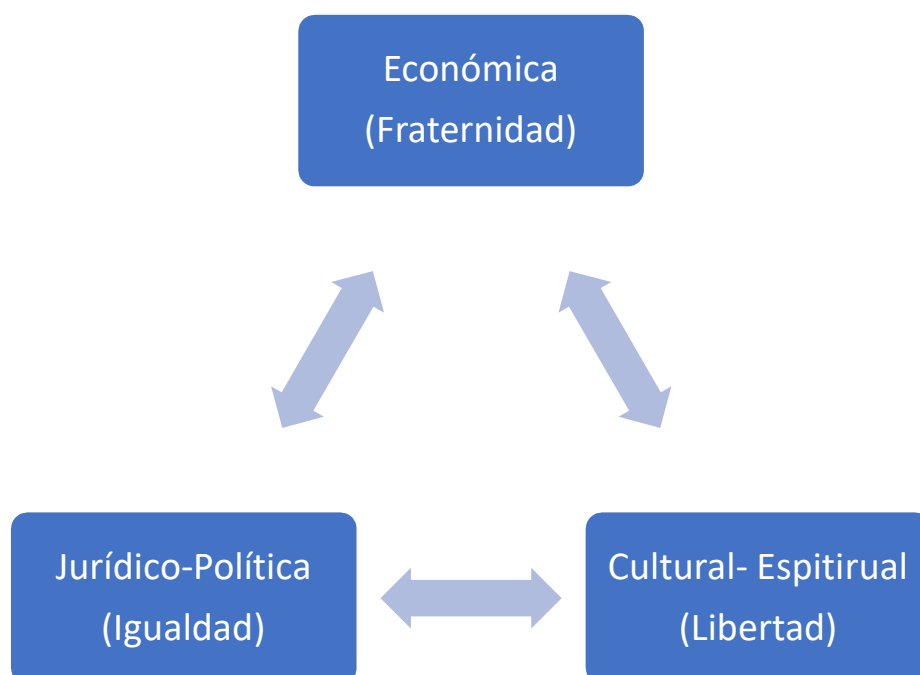 Económica
(Fraternidad)
Jurídico-Política
(Igualdad)
Cultural- Espitirual
(Libertad)